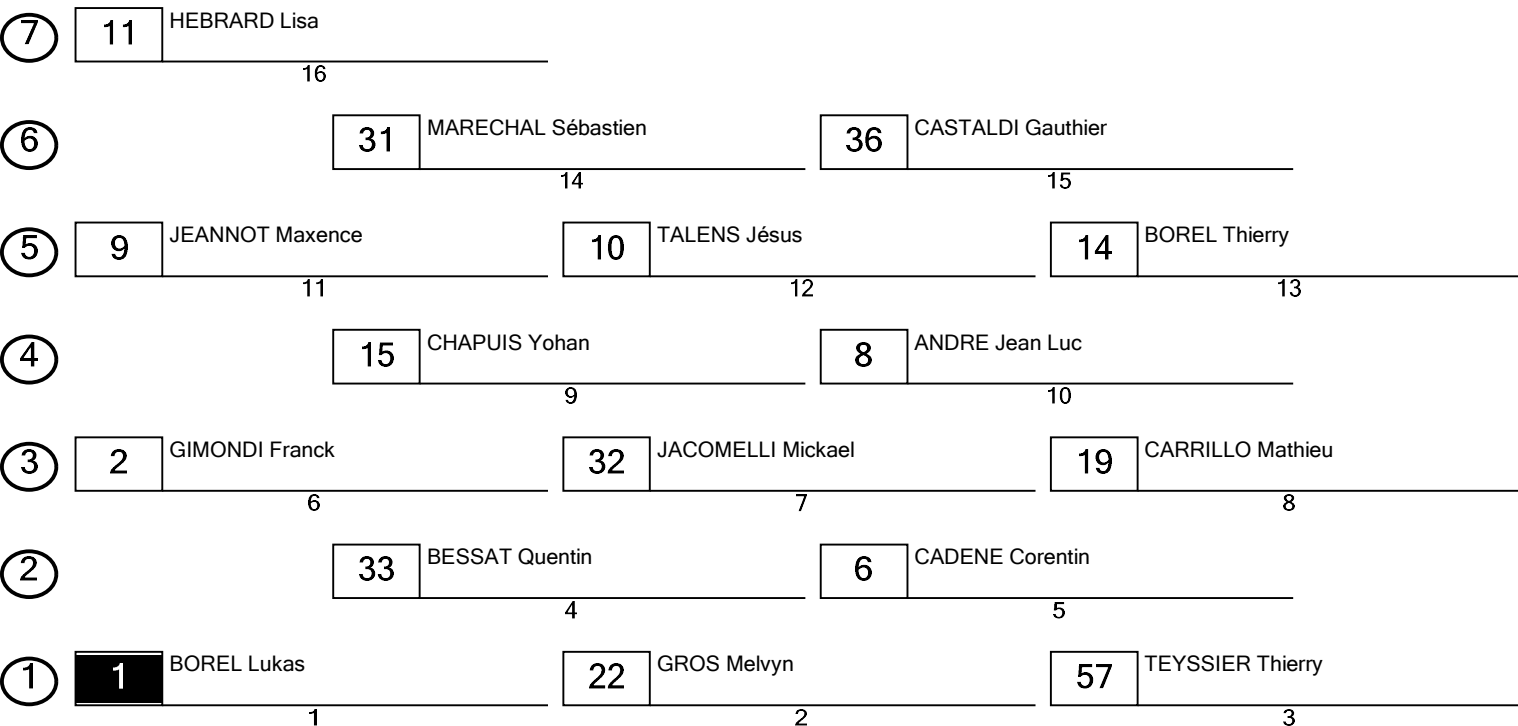 7 11 HEBRARD Lisa
16
6 31 MARECHAL Sébastien 36 CASTALDI Gauthier
14 15
5 9 JEANNOT Maxence 10 TALENS Jésus 14 BOREL Thierry
11 12 13
4 15 CHAPUIS Yohan 8 ANDRE Jean Luc
9 10
3 2 GIMONDI Franck 32 JACOMELLI Mickael 19 CARRILLO Mathieu
6 7 8
2 33 BESSAT Quentin 6 CADENE Corentin
4 5
1 1 BOREL Lukas 22 GROS Melvyn 57 TEYSSIER Thierry
1 2 3